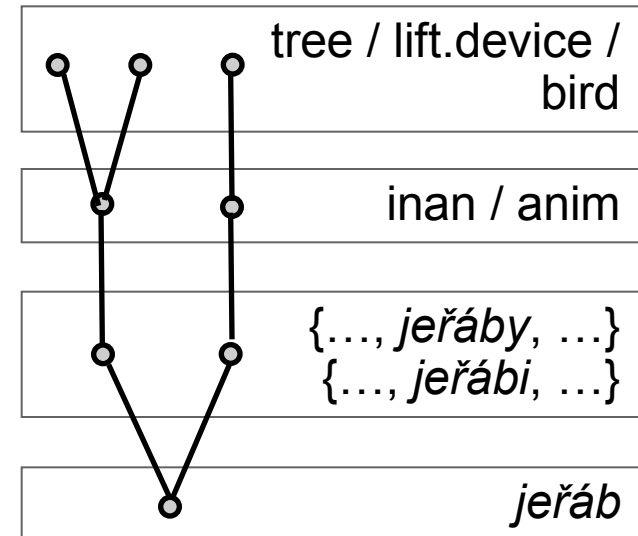 tree / lift.device /
bird
inan / anim
{…, jeřáby, …}
{…, jeřábi, …}
jeřáb